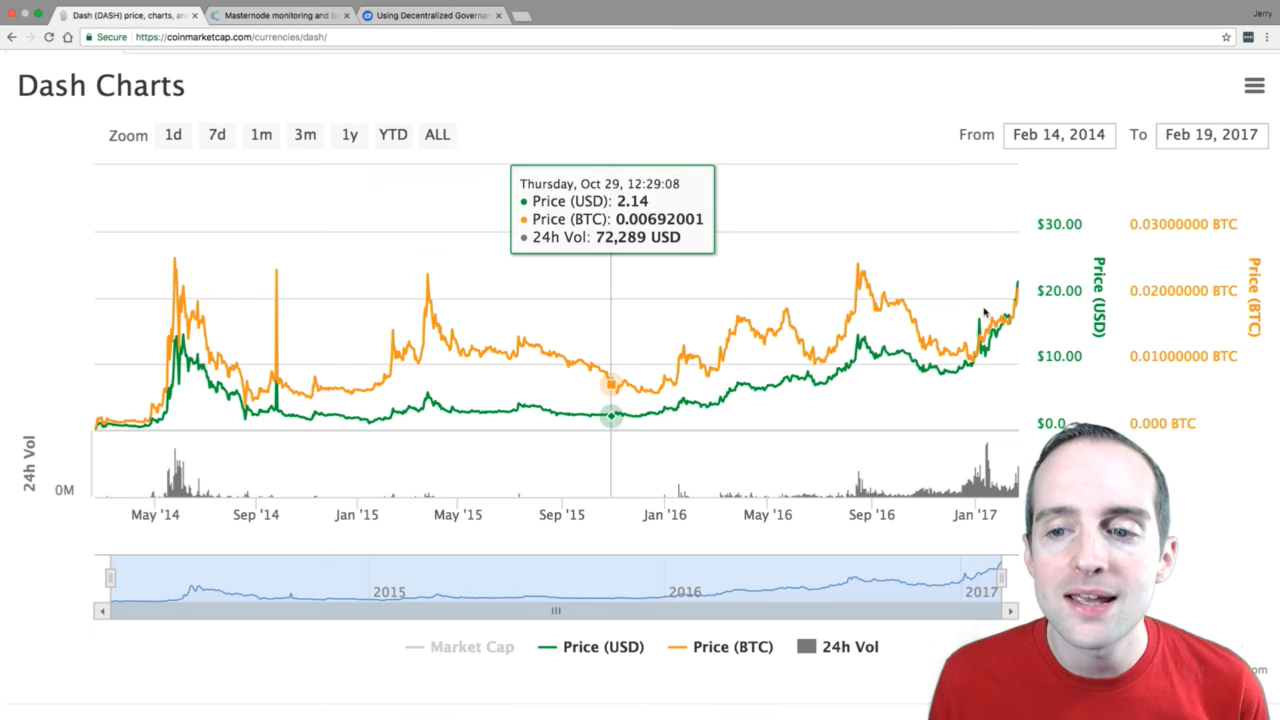 Dash (DASH) price, charts, an
Masternode monitoring and b
Using Decentralized Governan
Jerry
Secure
https://coinmarketcap.com/currencies/dash/
Dash Charts
Zoom 1d 7d 1m 3m 1y YTD ALL
From Feb 14, 2014 To Feb 19, 2017
Thursday, Oct 29, 12:29:08
Price (USD): 2.14
Price (BTC): 0.00692001
24h Vol: 72,289 USD
$30.00 0.03000000 BTC
$20.00 0.02000000 BTC
$10.00 0.01000000 BTC
$0.0 0.000 BTC
Price (USD)
Price (BTC)
24h Vol
0M
May '14 Sep '14 Jan '15 May '15 Sep '15 Jan '16 May '16 Sep '16 Jan '17
2015 2016 2017
Market Cap Price (USD) Price (BTC) 24h Vol
om